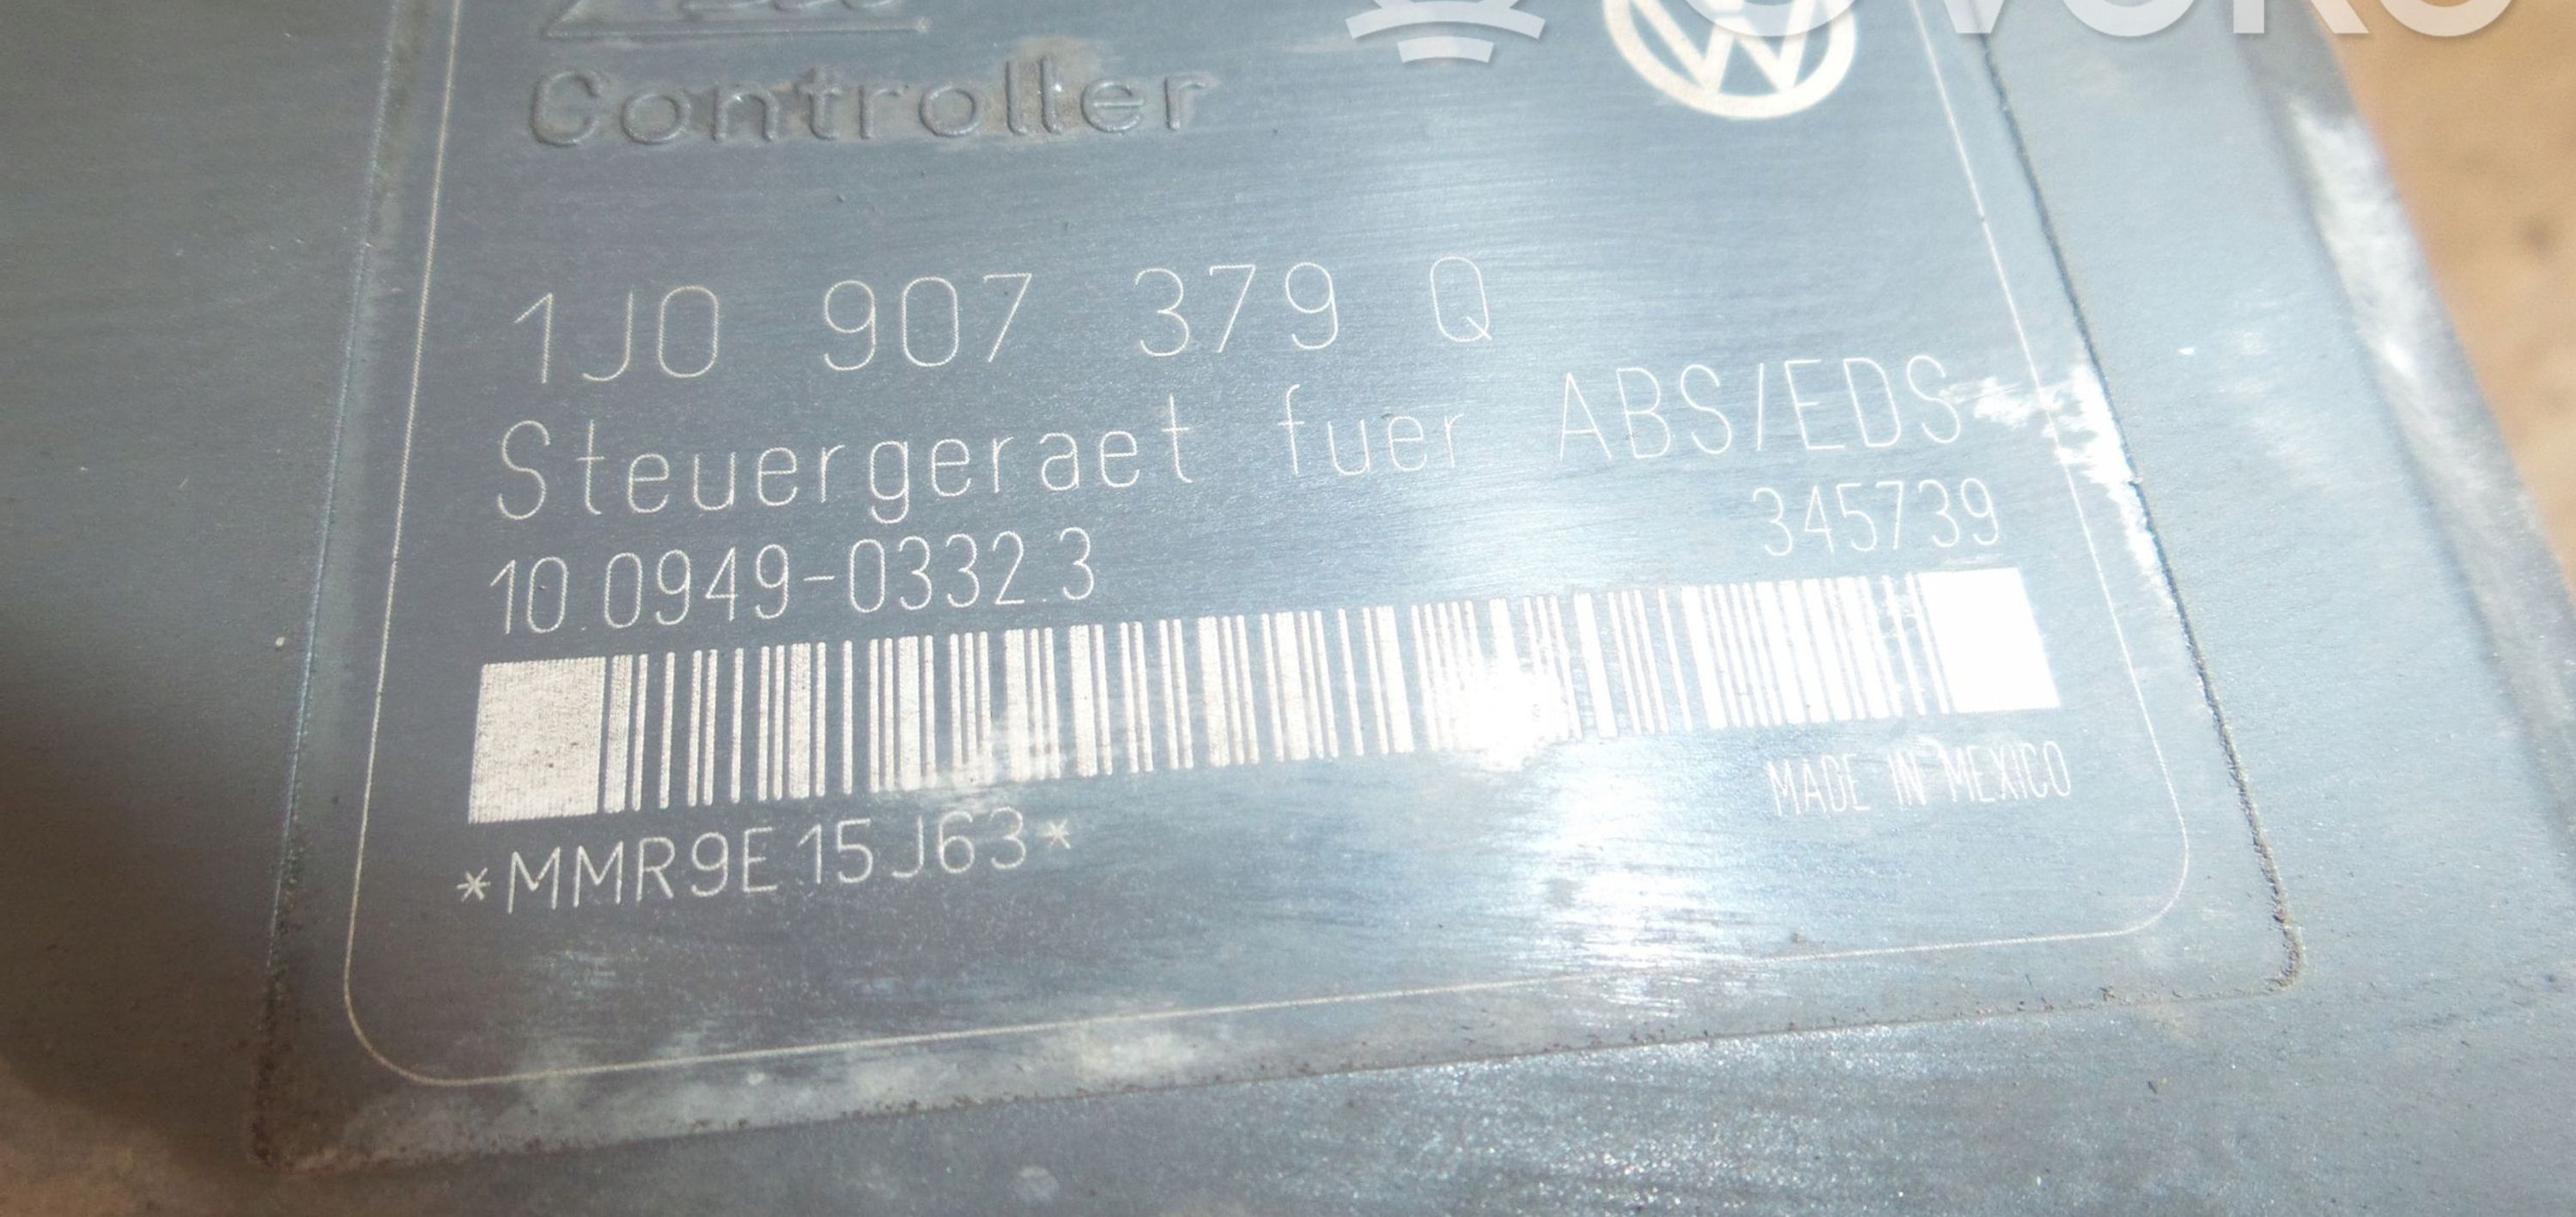 Controller
1J0 907 379 Q
Steuergeraet fuer ABS/EDS
10.0949-0332.3
345739
*MMR9E15J63*
MADE IN MEXICO